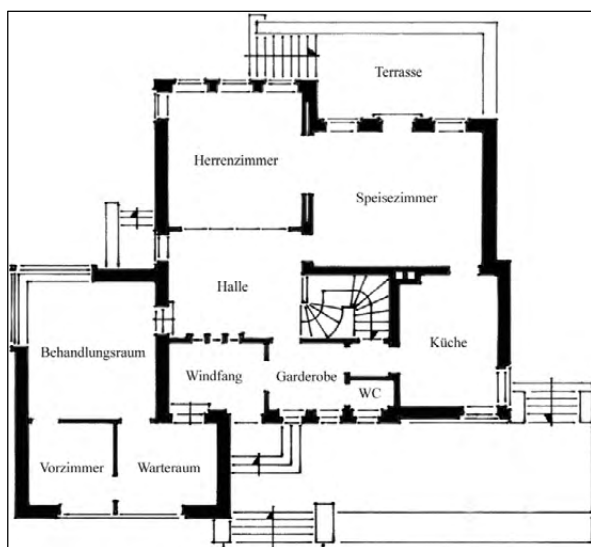 Terrasse
Herrenzimmer
Speisezimmer
Halle
Behandlungsraum
Küche
Windfang
Garderobe
WC
Vorzimmer
Warteraum